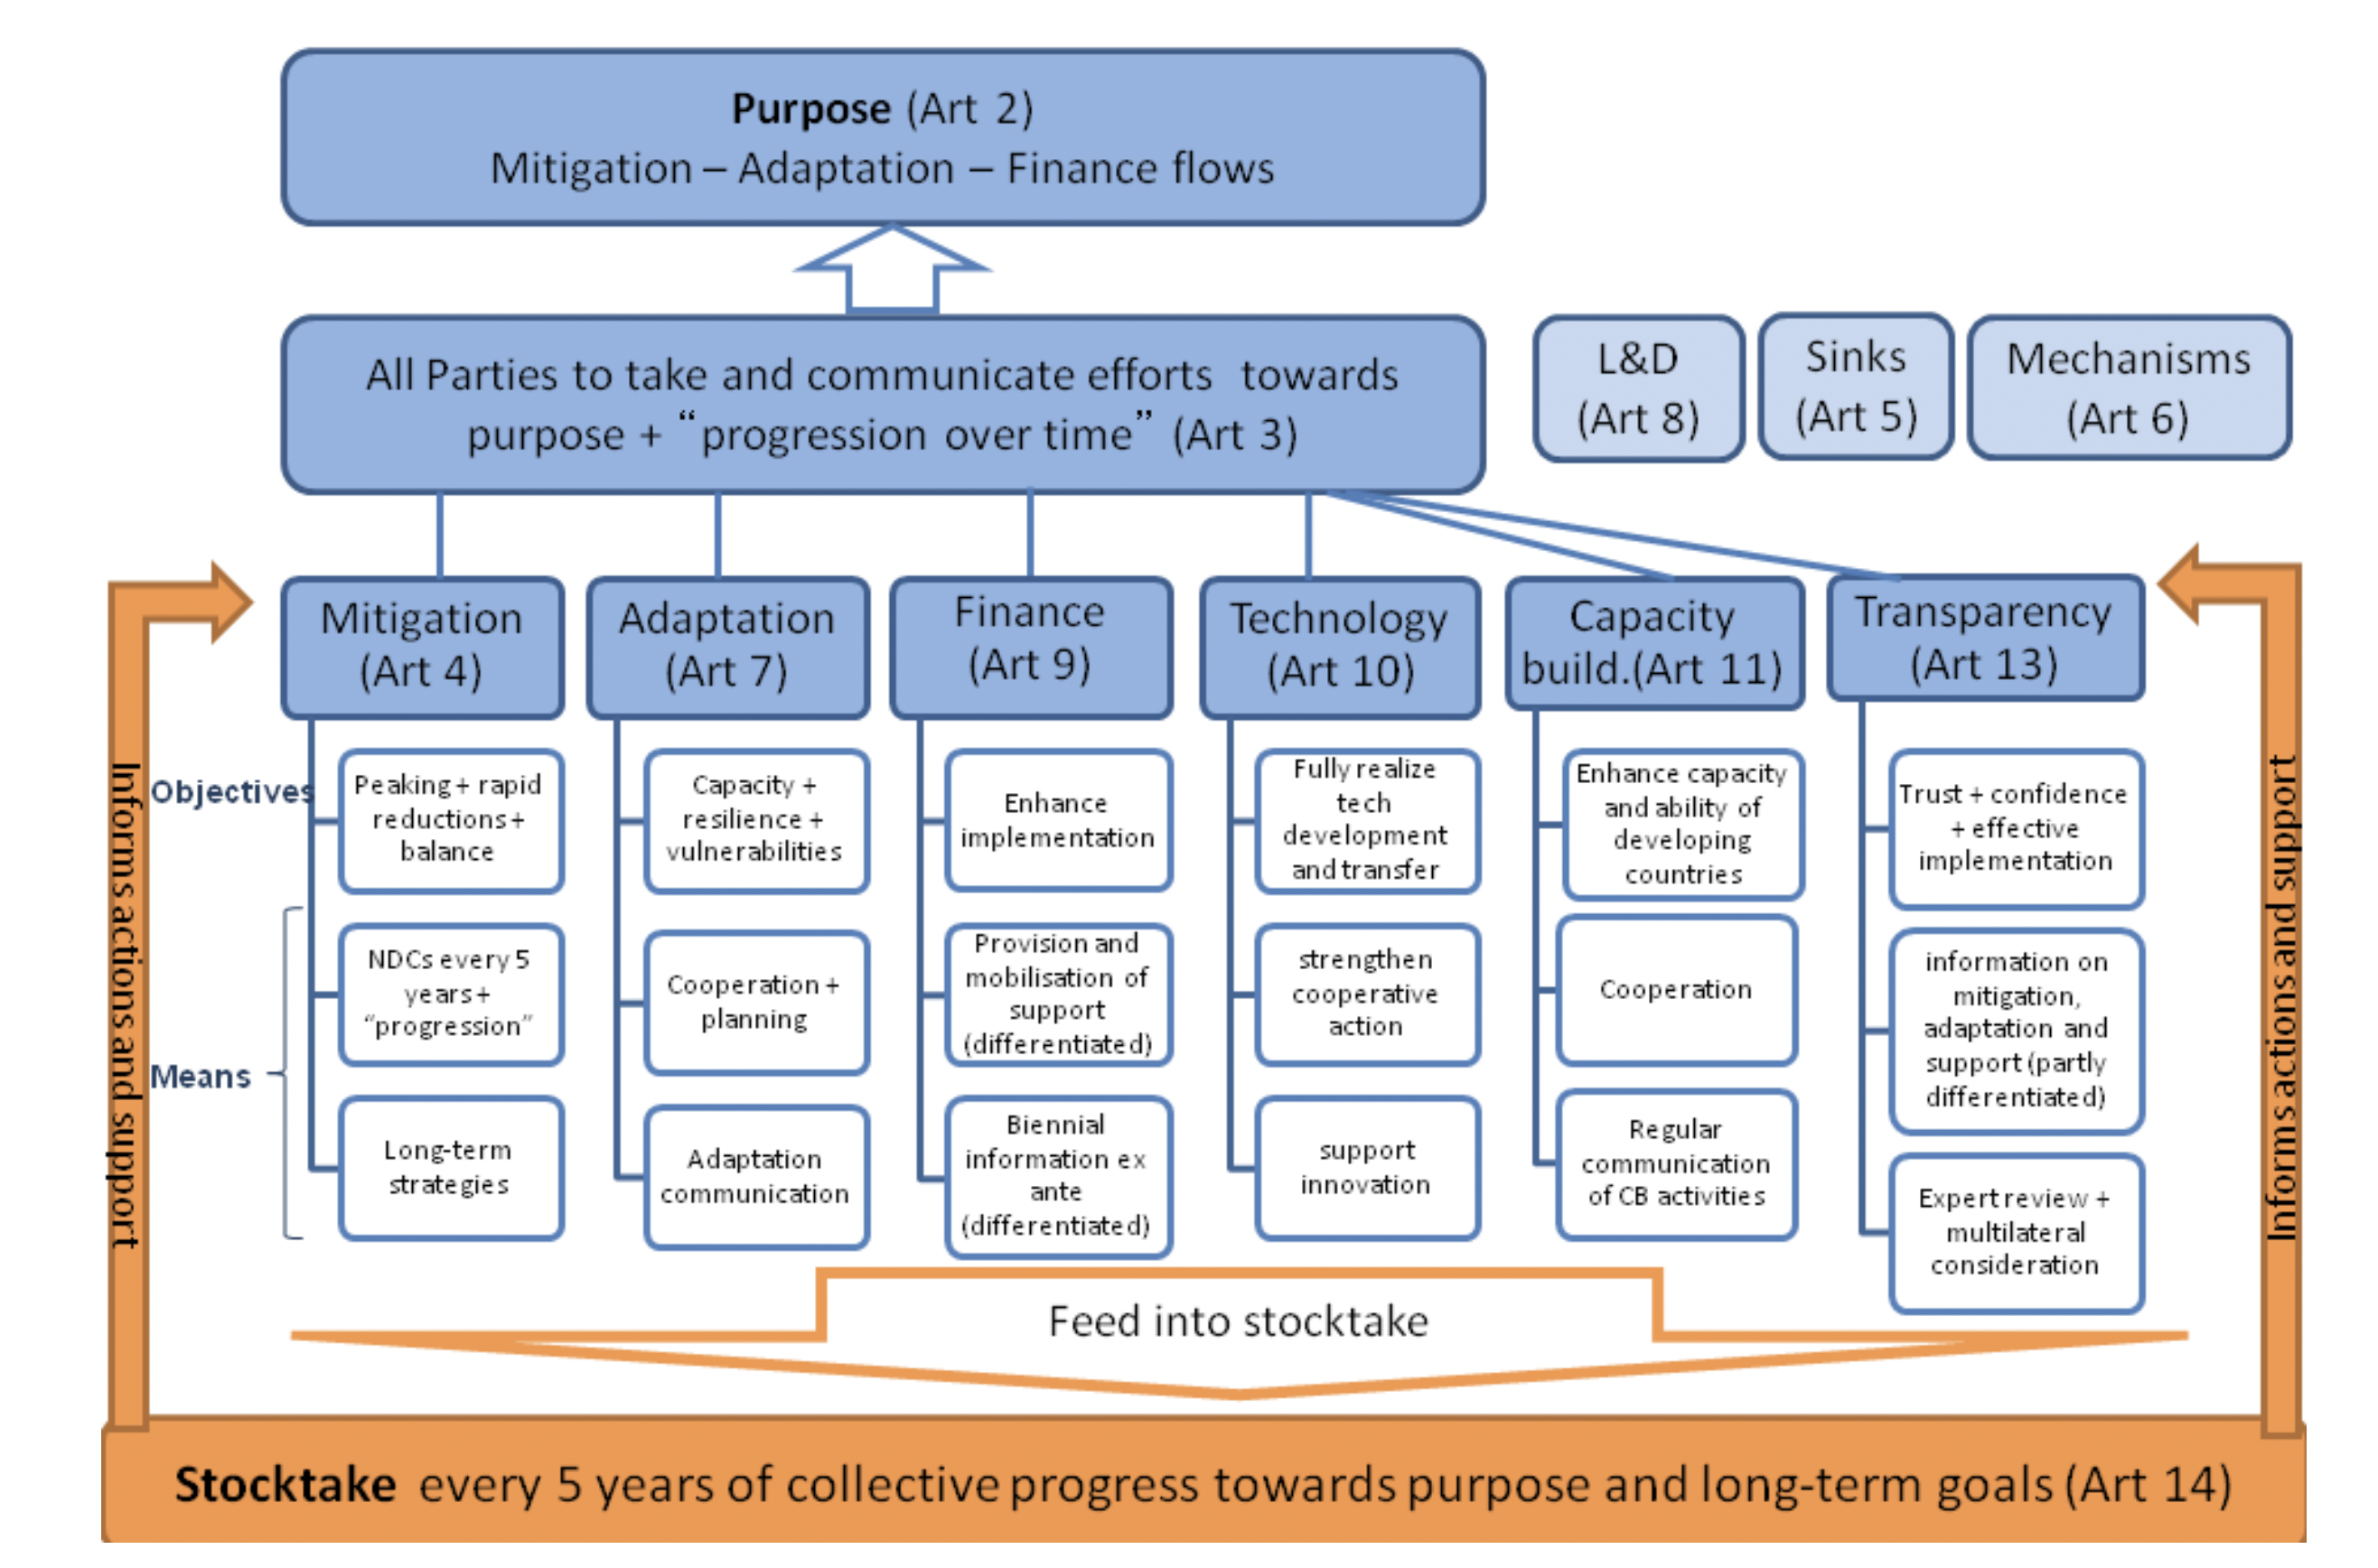 Purpose (Art 2)
Mitigation – Adaptation – Finance flows
All Parties to take and communicate efforts towards
purpose + “progression over time” (Art 3)
L&D
(Art 8)
Sinks
(Art 5)
Mechanisms
(Art 6)
Mitigation
(Art 4)
Adaptation
(Art 7)
Finance
(Art 9)
Technology
(Art 10)
Capacity
build.(Art 11)
Transparency
(Art 13)
Informs actions and support
Objectives
Means
Peaking + rapid
reductions +
balance
NDCs every 5
years +
“progression”
Long-term
strategies
Capacity +
resilience +
vulnerabilities
Cooperation +
planning
Adaptation
communication
Enhance
implementation
Provision and
mobilisation of
support
(differentiated)
Biennial
information ex
ante
(differentiated)
Fully realize
tech
development
and transfer
strengthen
cooperative
action
support
innovation
Enhance capacity
and ability of
developing
countries
Cooperation
Regular
communication
of CB activities
Trust + confidence
+ effective
implementation
information on
mitigation,
adaptation and
support (partly
differentiated)
Expert review +
multilateral
consideration
Informs actions and support
Feed into stocktake
Stocktake every 5 years of collective progress towards purpose and long-term goals (Art 14)